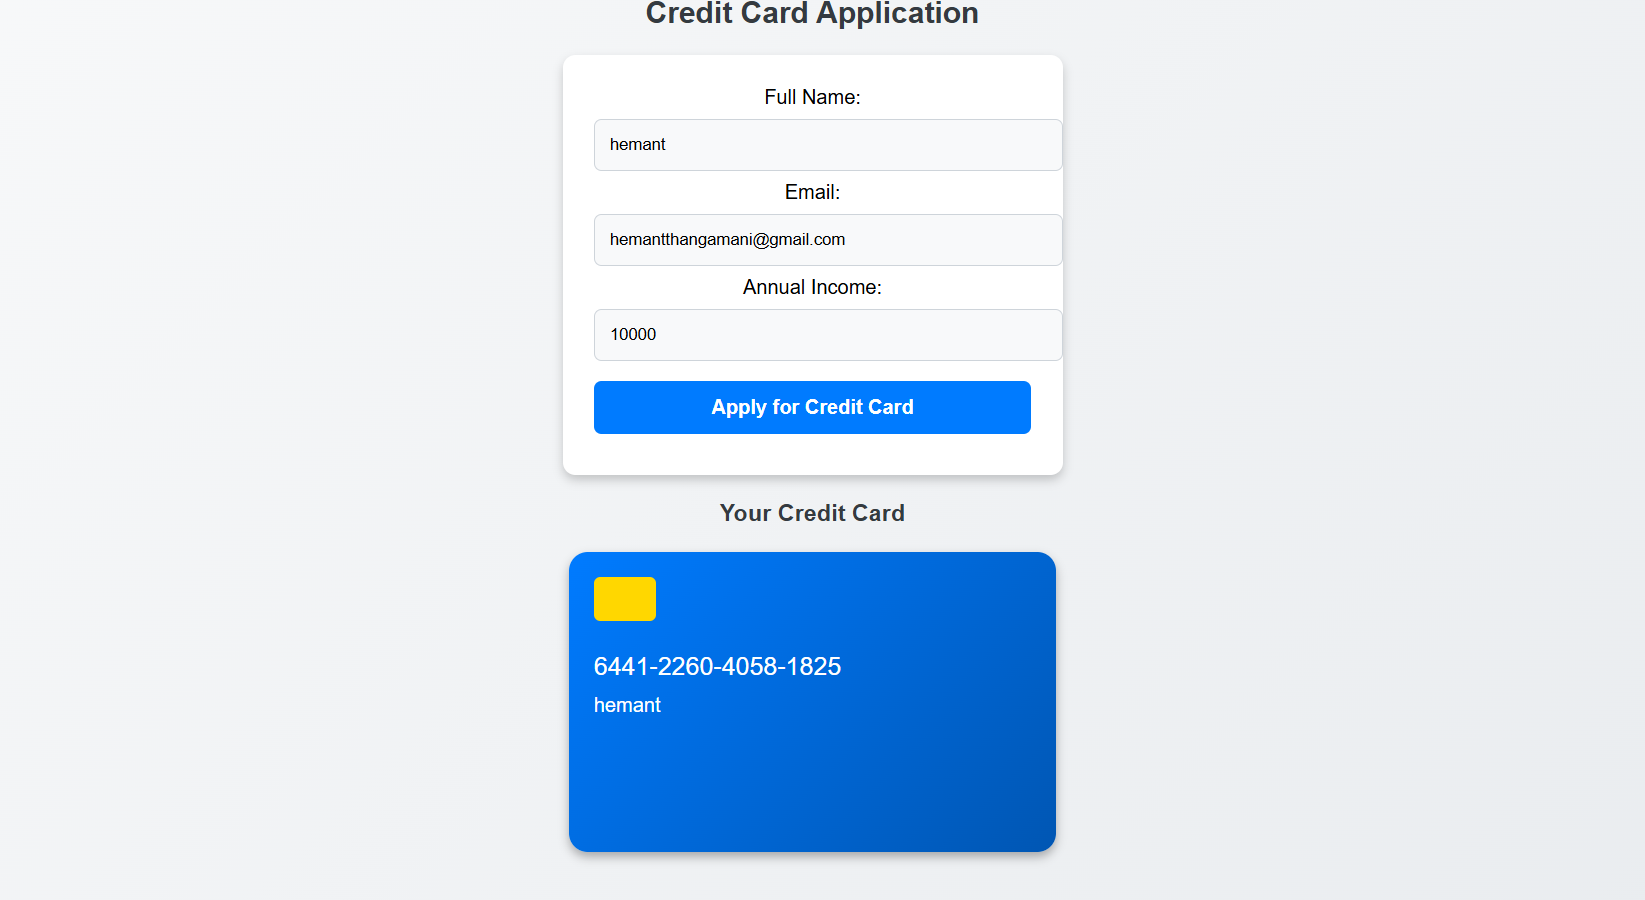 Credit Card Application
Full Name:
hemant
Email:
hemantthangamani@gmail.com
Annual Income:
10000
Apply for Credit Card
Your Credit Card
6441-2260-4058-1825
hemant